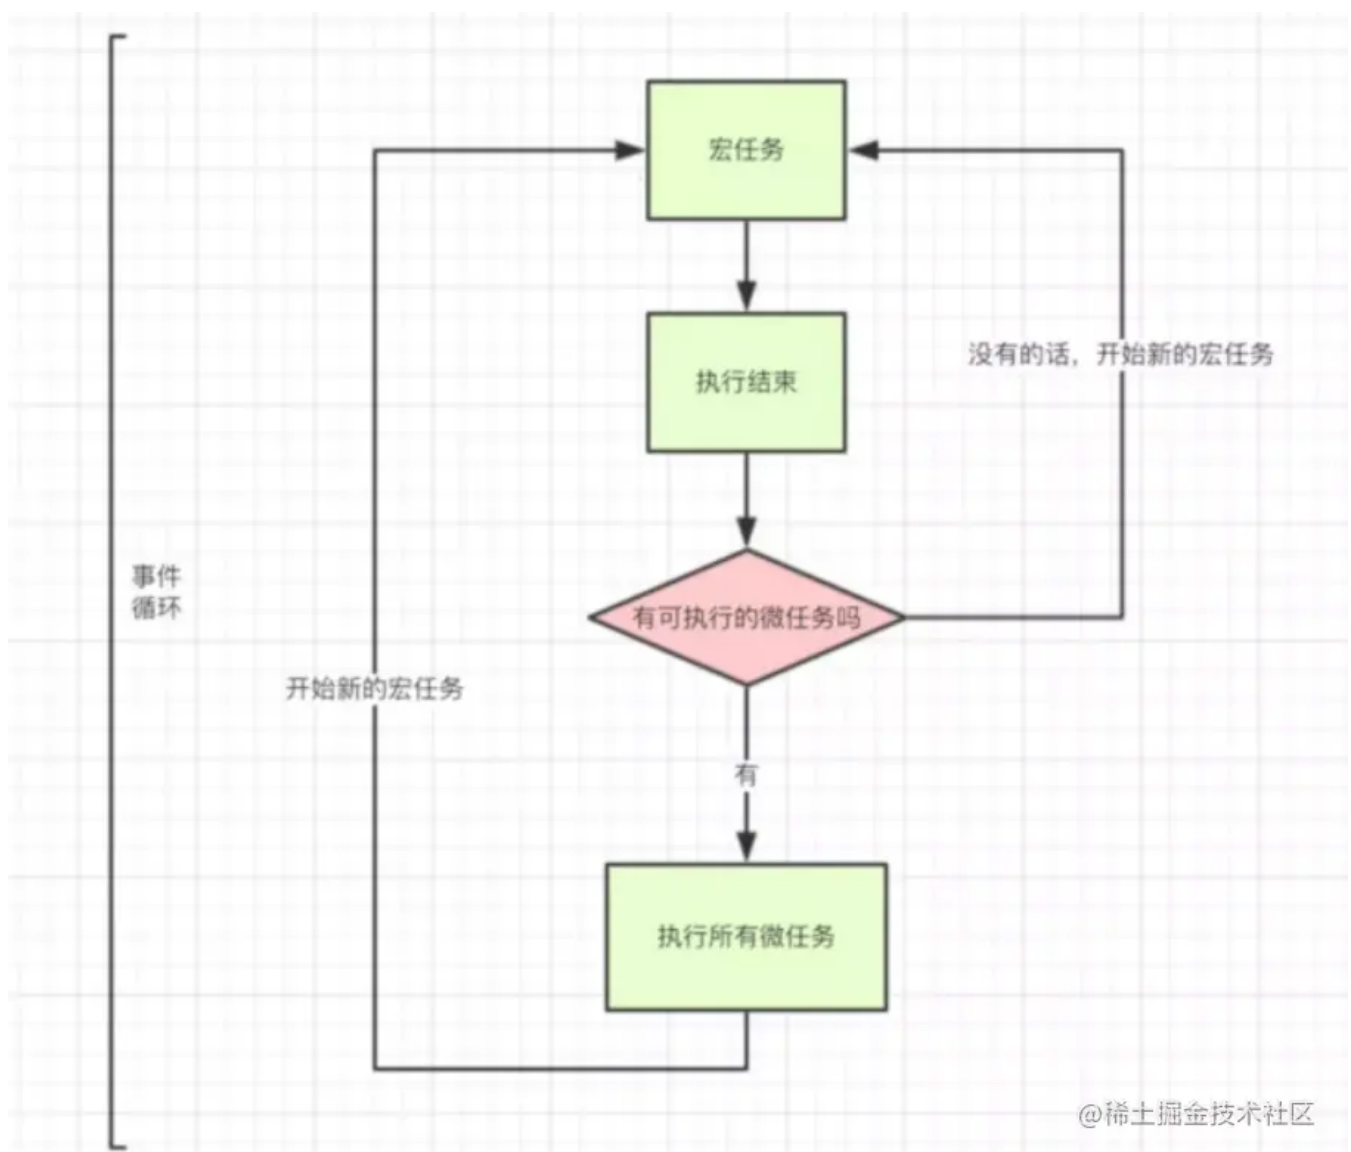 宏任务
执行结束
没有的话，开始新的宏任务
事件
循环
有可执行的微任务吗
开始新的宏任务
有
执行所有微任务
@稀土掘金技术社区